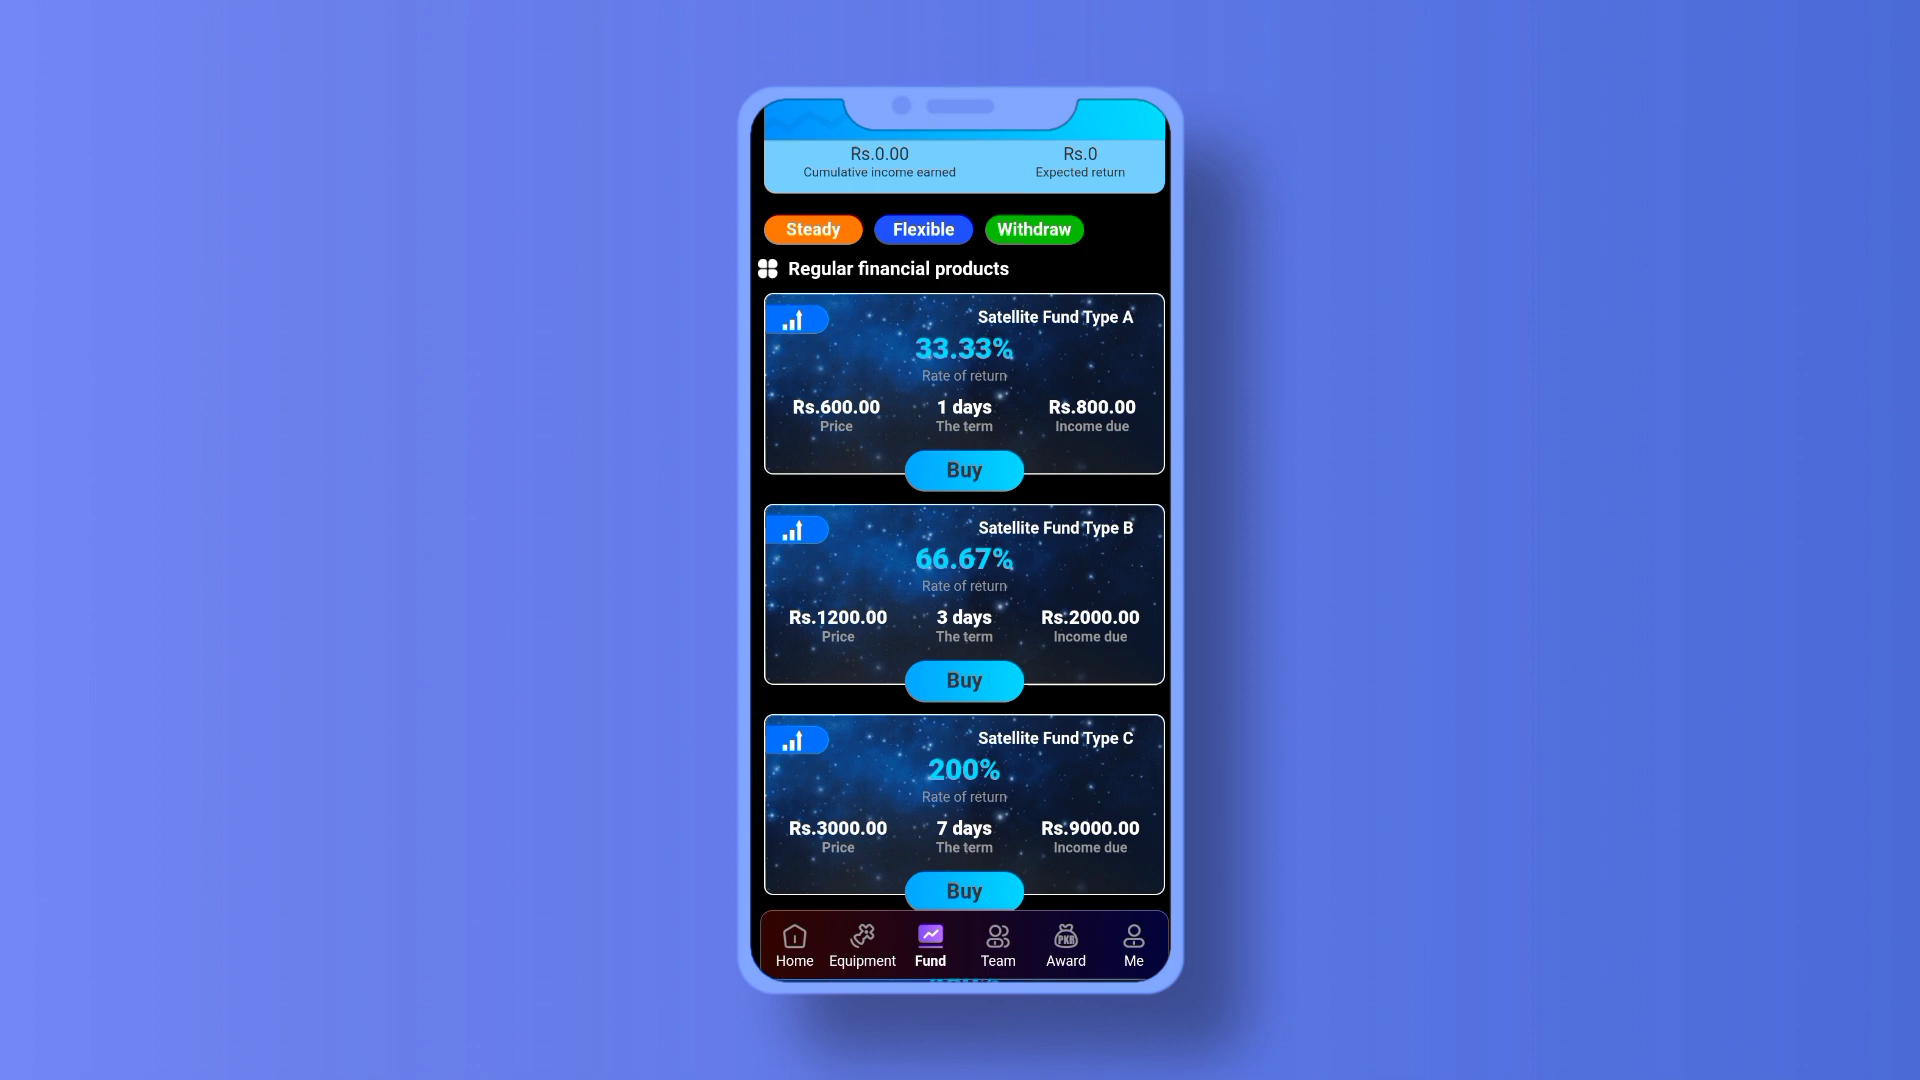 Rs.0.00 Rs.0
Cumulative income earned Expected return
Steady Flexible Withdraw
Regular financial products
Satellite Fund Type A
33.33%
Rate of return
Rs.600.00 1 days Rs.800.00
Price The term Income due
Buy
Satellite Fund Type B
66.67%
Rate of return
Rs.1200.00 3 days Rs.2000.00
Price The term Income due
Buy
Satellite Fund Type C
200%
Rate of return
Rs.3000.00 7 days Rs.9000.00
Price The term Income due
Buy
PKR
Home Equipment Fund Team Award Me